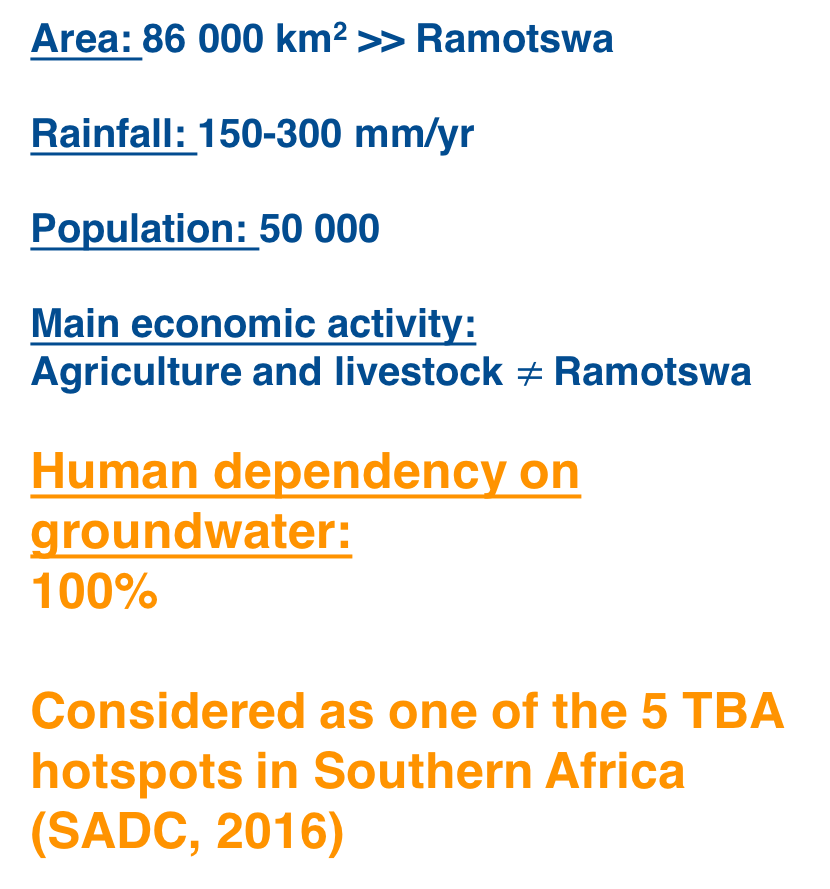 Area: 86 000 km² >> Ramotswa
Rainfall: 150-300 mm/yr
Population: 50 000
Main economic activity:
Agriculture and livestock ≠ Ramotswa
Human dependency on
groundwater:
100%
Considered as one of the 5 TBA
hotspots in Southern Africa
(SADC, 2016)